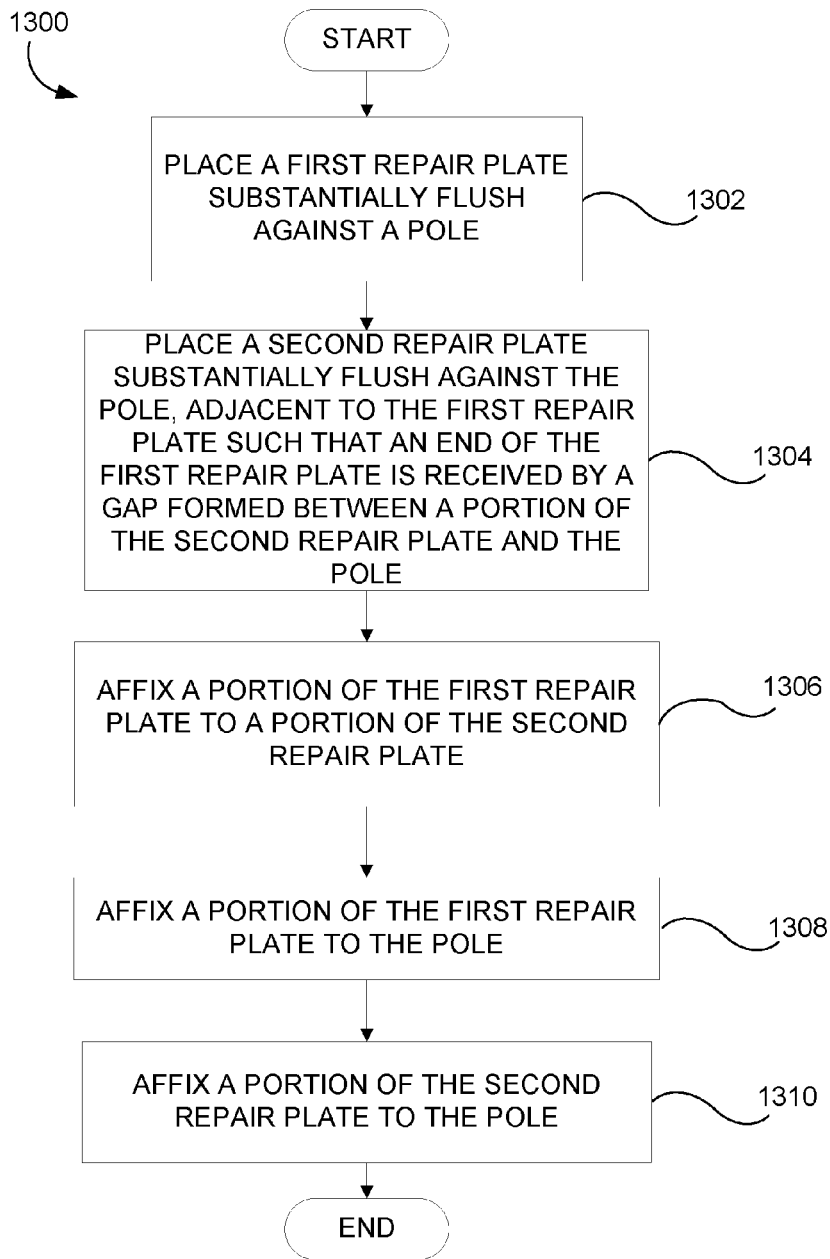 1300
START
PLACE A FIRST REPAIR PLATE
SUBSTANTIALLY FLUSH
AGAINST A POLE
1302
PLACE A SECOND REPAIR PLATE
SUBSTANTIALLY FLUSH AGAINST THE
POLE, ADJACENT TO THE FIRST REPAIR
PLATE SUCH THAT AN END OF THE
FIRST REPAIR PLATE IS RECEIVED BY A
GAP FORMED BETWEEN A PORTION OF
THE SECOND REPAIR PLATE AND THE
POLE
1304
AFFIX A PORTION OF THE FIRST REPAIR
PLATE TO A PORTION OF THE SECOND
REPAIR PLATE
1306
AFFIX A PORTION OF THE FIRST REPAIR
PLATE TO THE POLE
1308
AFFIX A PORTION OF THE SECOND
REPAIR PLATE TO THE POLE
1310
END